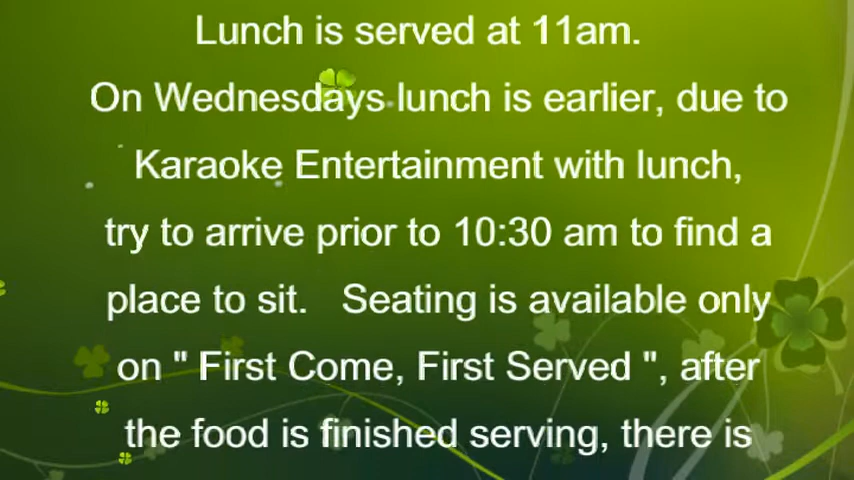 Lunch is served at 11am.
On Wednesdays lunch is earlier, due to
Karaoke Entertainment with lunch,
try to arrive prior to 10:30 am to find a
place to sit.   Seating is available only
on " First Come, First Served ", after
the food is finished serving, there is